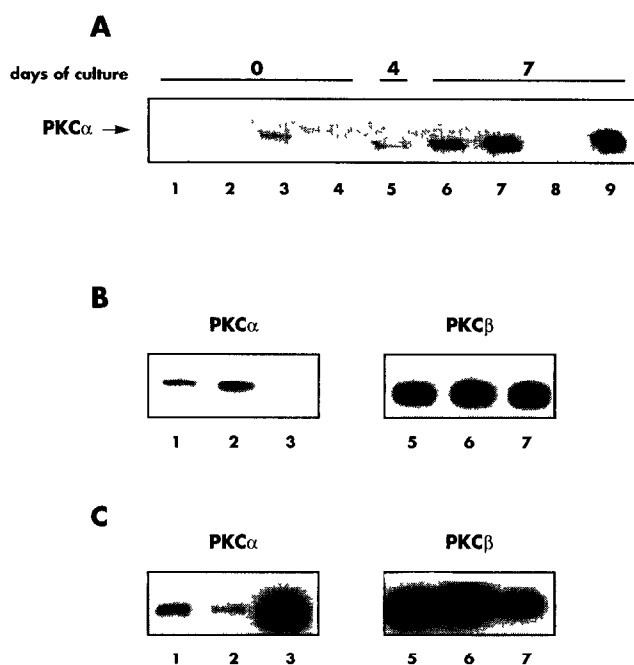 A
days of culture 0 4 7
PKCα →
1 2 3 4 5 6 7 8 9
B
PKCα PKCβ
1 2 3 5 6 7
C
PKCα PKCβ
1 2 3 5 6 7